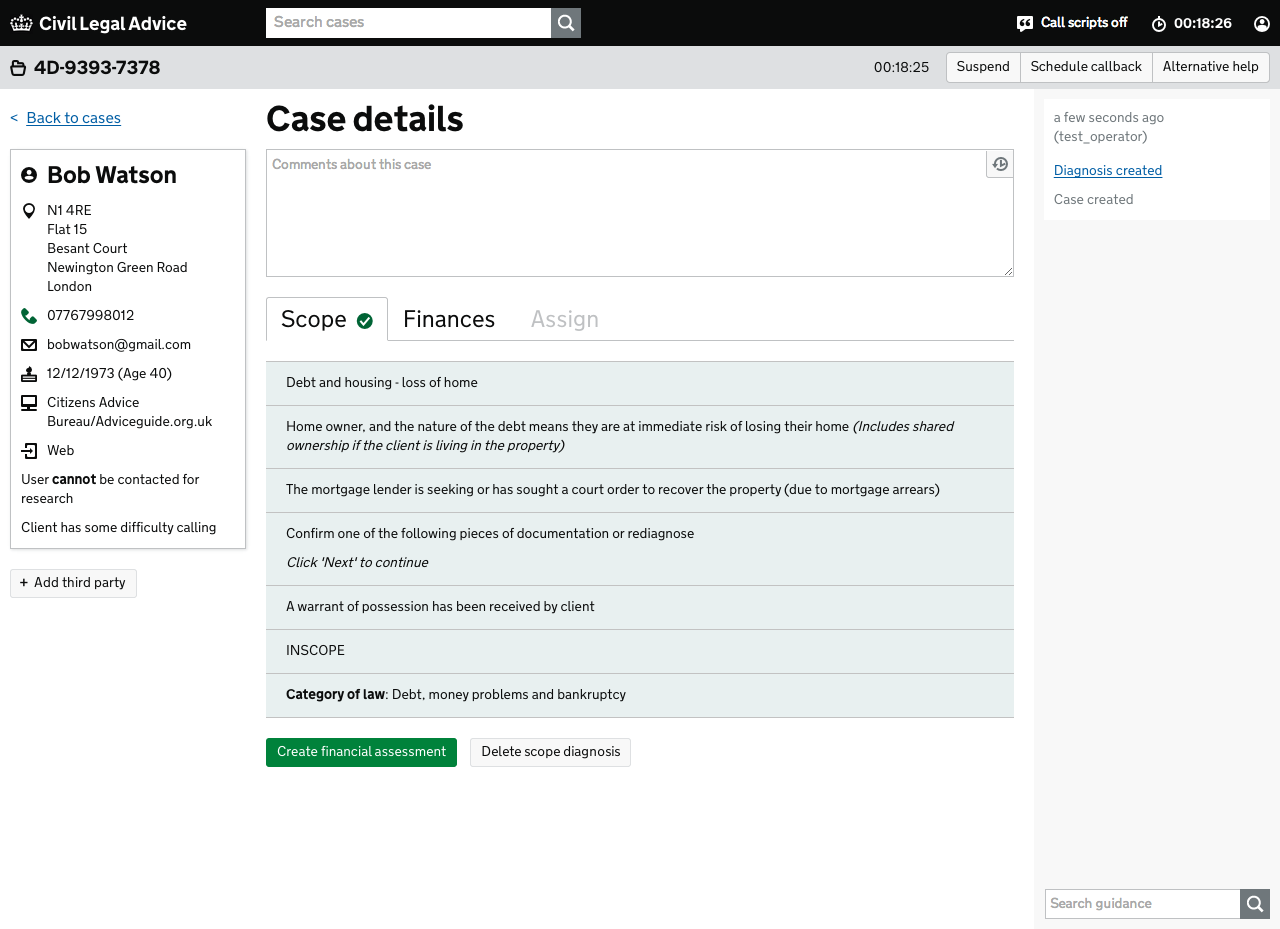 Civil Legal Advice
Search cases
Call scripts off
00:18:26
4D-9393-7378
00:18:25
Suspend
Schedule callback
Alternative help
< Back to cases
Bob Watson
N1 4RE
Flat 15
Besant Court
Newington Green Road
London
07767998012
bobwatson@gmail.com
12/12/1973 (Age 40)
Citizens Advice
Bureau/Adviceguide.org.uk
Web
User cannot be contacted for
research
Client has some difficulty calling
+ Add third party
Case details
Comments about this case
Scope
Finances
Assign
Debt and housing - loss of home
Home owner, and the nature of the debt means they are at immediate risk of losing their home (Includes shared
ownership if the client is living in the property)
The mortgage lender is seeking or has sought a court order to recover the property (due to mortgage arrears)
Confirm one of the following pieces of documentation or rediagnose
Click 'Next' to continue
A warrant of possession has been received by client
INSCOPE
Category of law: Debt, money problems and bankruptcy
Create financial assessment
Delete scope diagnosis
a few seconds ago
(test_operator)
Diagnosis created
Case created
Search guidance